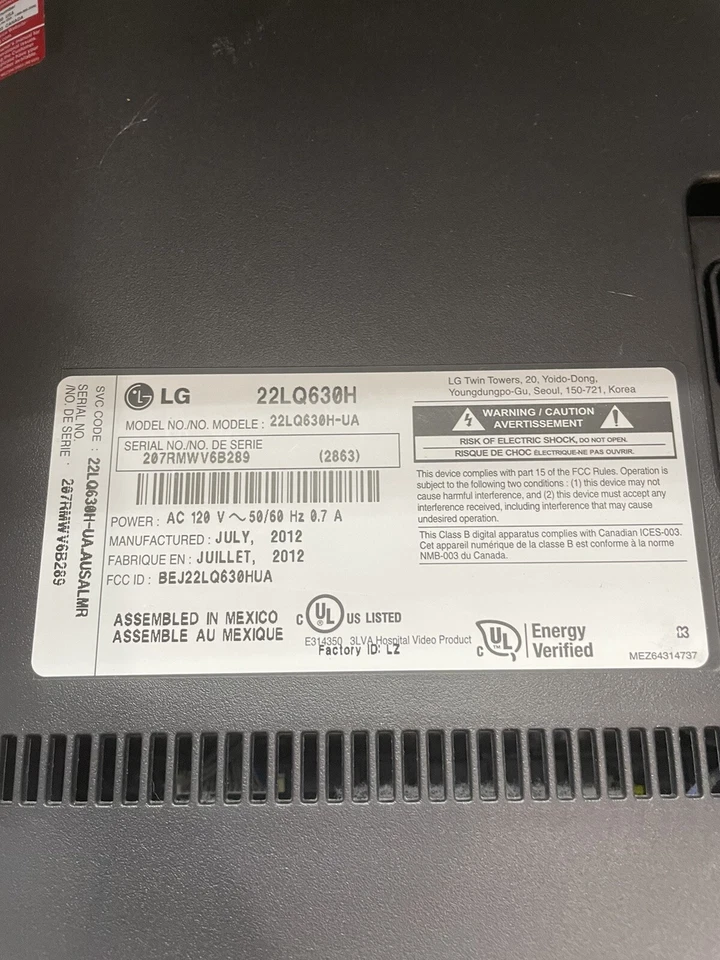 CANADA
LG 22LQ630H
MODEL NO./NO. MODELE : 22LQ630H-UA
SERIAL NO./NO. DE SERIE
207RMWV6B289 (2863)
POWER : AC 120 V ~ 50/60 Hz 0.7 A
MANUFACTURED : JULY, 2012
FABRIQUE EN : JUILLET, 2012
FCC ID : BEJ22LQ630HUA
ASSEMBLED IN MEXICO
ASSEMBLE AU MEXIQUE
C UL US LISTED
E314350 3LVA Hospital Video Product
Factory ID: LZ
SVC CODE : 22LQ630H-UA.AUSALMR
SERIAL NO.
/NO. DE SERIE : 207RMWV6B289
LG Twin Towers, 20, Yoido-Dong,
Youngdungpo-Gu, Seoul, 150-721, Korea
WARNING / CAUTION
AVERTISSEMENT
RISK OF ELECTRIC SHOCK, DO NOT OPEN.
RISQUE DE CHOC ÉLECTRIQUE-NE PAS OUVRIR.
This device complies with part 15 of the FCC Rules. Operation is
subject to the following two conditions : (1) this device may not
cause harmful interference, and (2) this device must accept any
interference received, including interference that may cause
undesired operation.
This Class B digital apparatus complies with Canadian ICES-003.
Cet appareil numérique de la classe B est conforme à la norme
NMB-003 du Canada.
C UL TM Energy
Verified
MEZ64314737